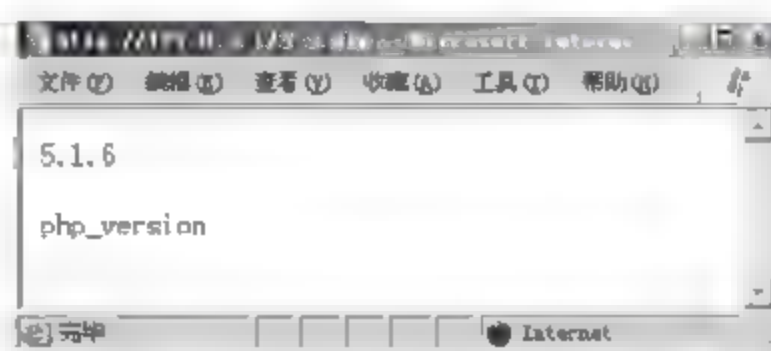 文件(F) 编辑(E) 查看(V) 收藏(A) 工具(T) 帮助(H)
5.1.6
php_version
完毕 Internet